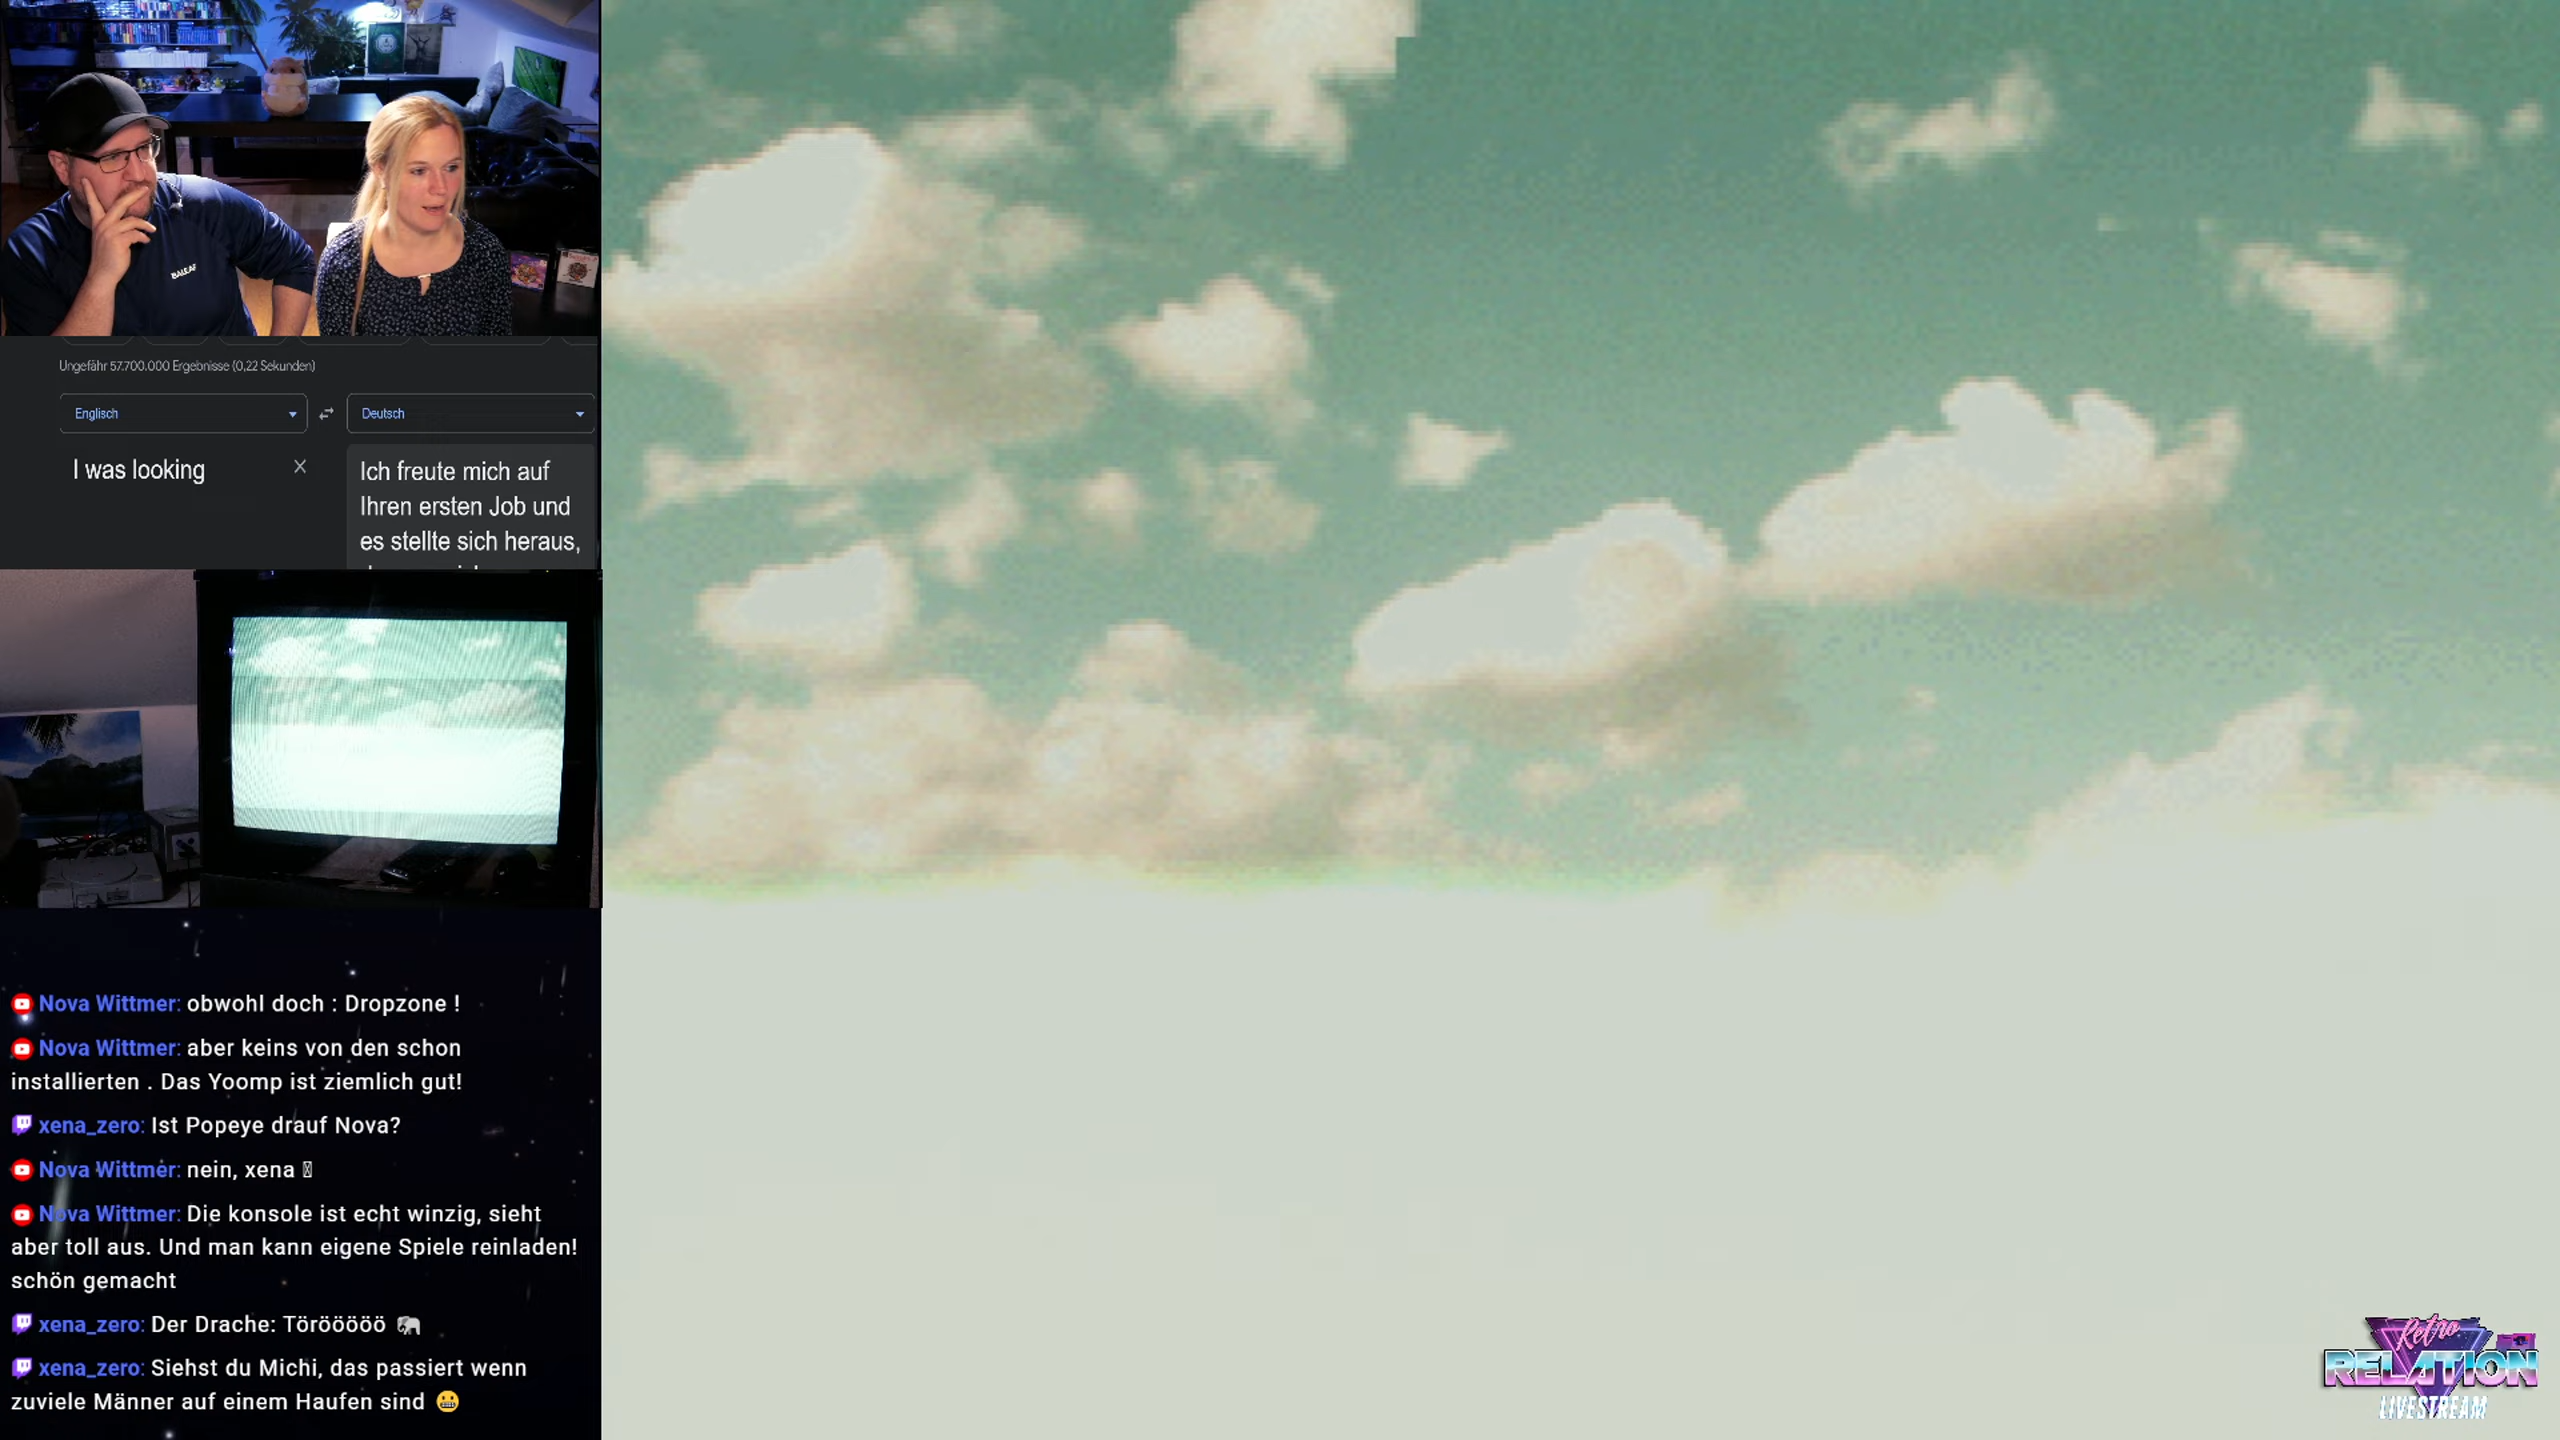 BALEAF
Ungefähr 57.700.000 Ergebnisse (0,22 Sekunden)
Englisch
Deutsch
I was looking
Ich freute mich auf
Ihren ersten Job und
es stellte sich heraus,
Nova Wittmer: obwohl doch : Dropzone !
Nova Wittmer: aber keins von den schon
installierten . Das Yoomp ist ziemlich gut!
xena_zero: Ist Popeye drauf Nova?
Nova Wittmer: nein, xena
Nova Wittmer: Die konsole ist echt winzig, sieht
aber toll aus. Und man kann eigene Spiele reinladen!
schön gemacht
xena_zero: Der Drache: Töröööö 🐘
xena_zero: Siehst du Michi, das passiert wenn
zuviele Männer auf einem Haufen sind 😬
Retro
RELATION
LIVESTREAM